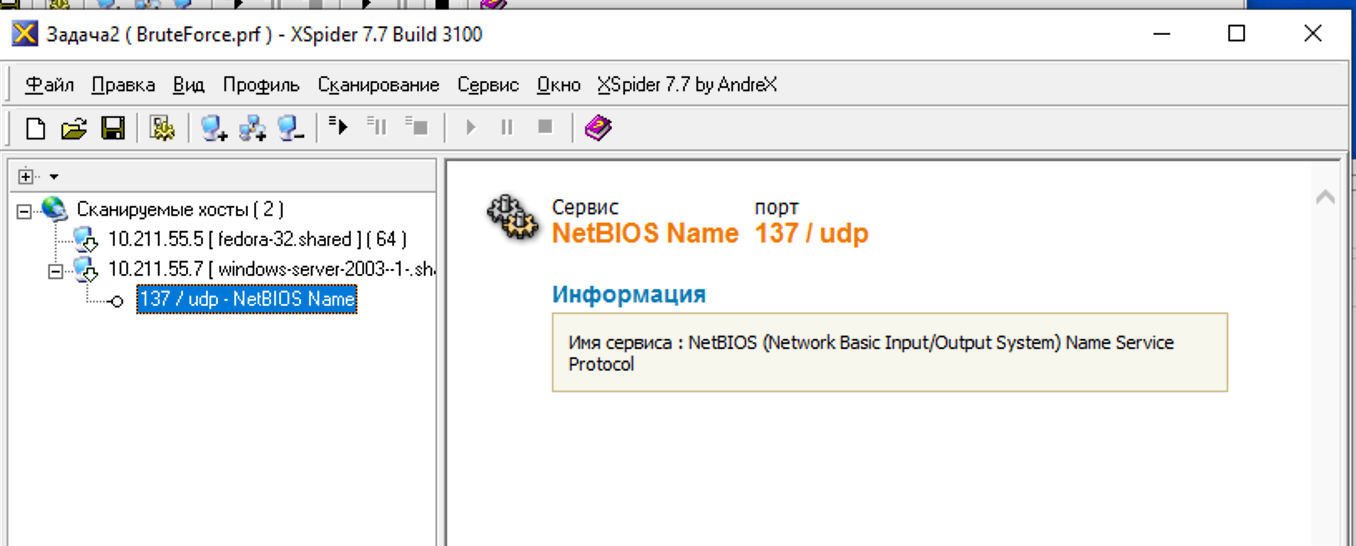 Задача2 ( BruteForce.prf ) - XSpider 7.7 Build 3100
Файл Правка Вид Профиль Сканирование Сервис Окно XSpider 7.7 by AndreX
Сканируемые хосты ( 2 )
10.211.55.5 [ fedora-32.shared ] ( 64 )
10.211.55.7 [ windows-server-2003--1-.sh
137 / udp - NetBIOS Name
Сервис порт
NetBIOS Name 137 / udp
Информация
Имя сервиса : NetBIOS (Network Basic Input/Output System) Name Service
Protocol